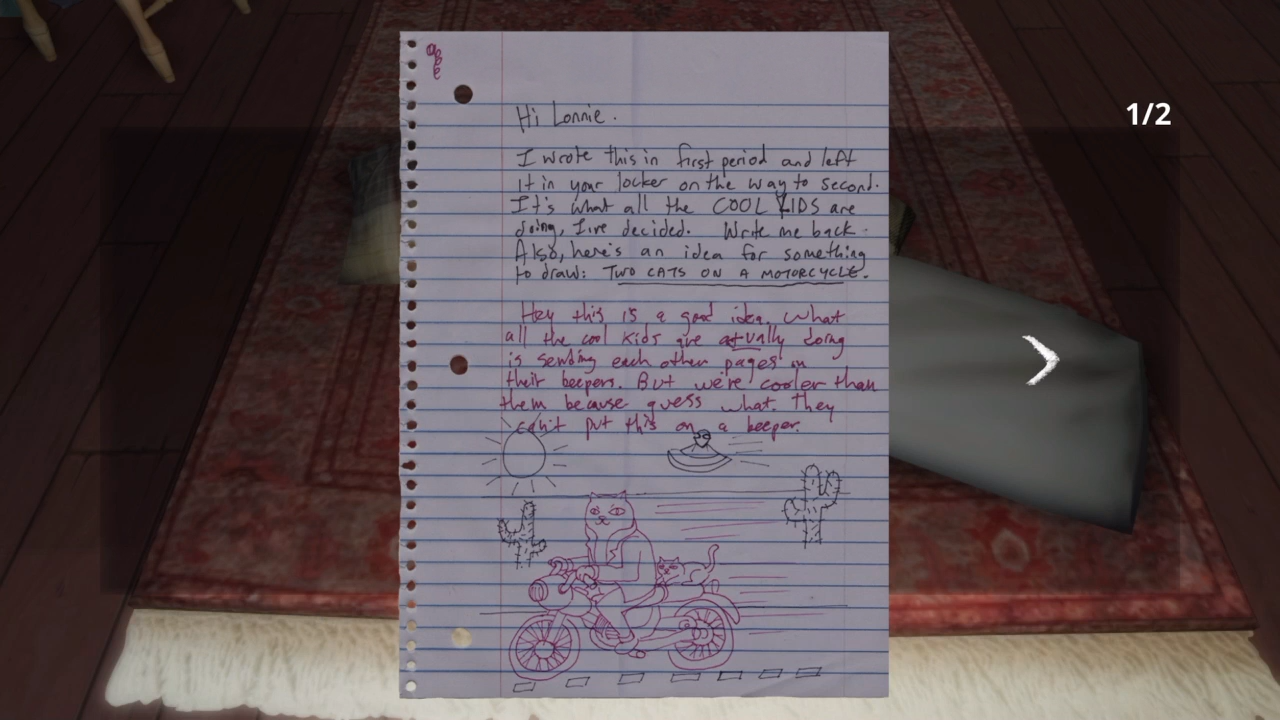 1/2
Hi Lonnie.
I wrote this in first period and left
it in your locker on the way to second.
It's what all the COOL KIDS are
doing, I've decided. Write me back.
Also, here's an idea for something
to draw: TWO CATS ON A MOTORCYCLE.
Hey this is a good idea. What
all the cool kids are actually doing
is sending each other pages on
their beepers. But we're cooler than
them because guess what. They
can't put this on a beeper.